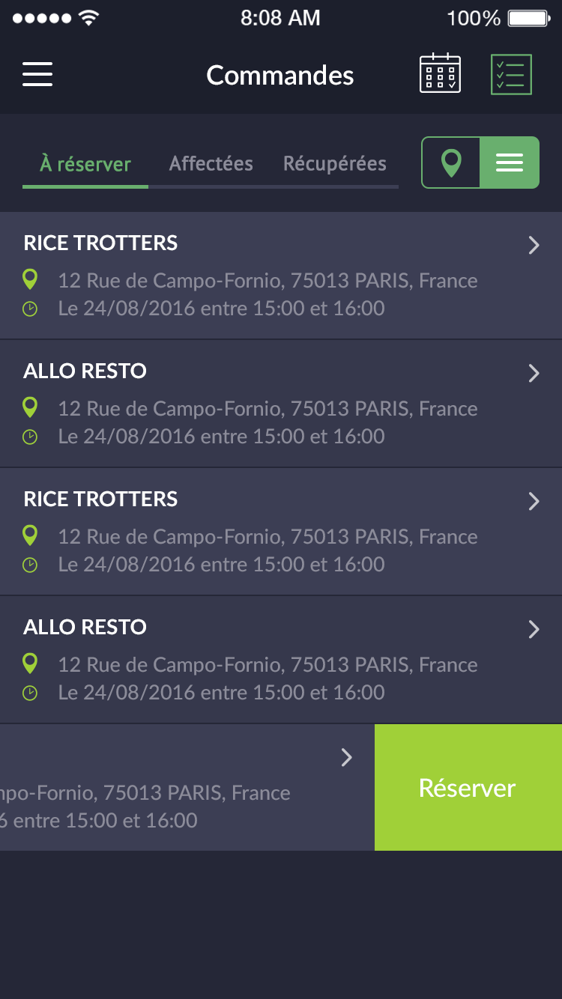 8:08 AM 100%
Commandes
À réserver Affectées Récupérées
RICE TROTTERS
12 Rue de Campo-Fornio, 75013 PARIS, France
Le 24/08/2016 entre 15:00 et 16:00
ALLO RESTO
12 Rue de Campo-Fornio, 75013 PARIS, France
Le 24/08/2016 entre 15:00 et 16:00
RICE TROTTERS
12 Rue de Campo-Fornio, 75013 PARIS, France
Le 24/08/2016 entre 15:00 et 16:00
ALLO RESTO
12 Rue de Campo-Fornio, 75013 PARIS, France
Le 24/08/2016 entre 15:00 et 16:00
Réserver
mpo-Fornio, 75013 PARIS, France
6 entre 15:00 et 16:00